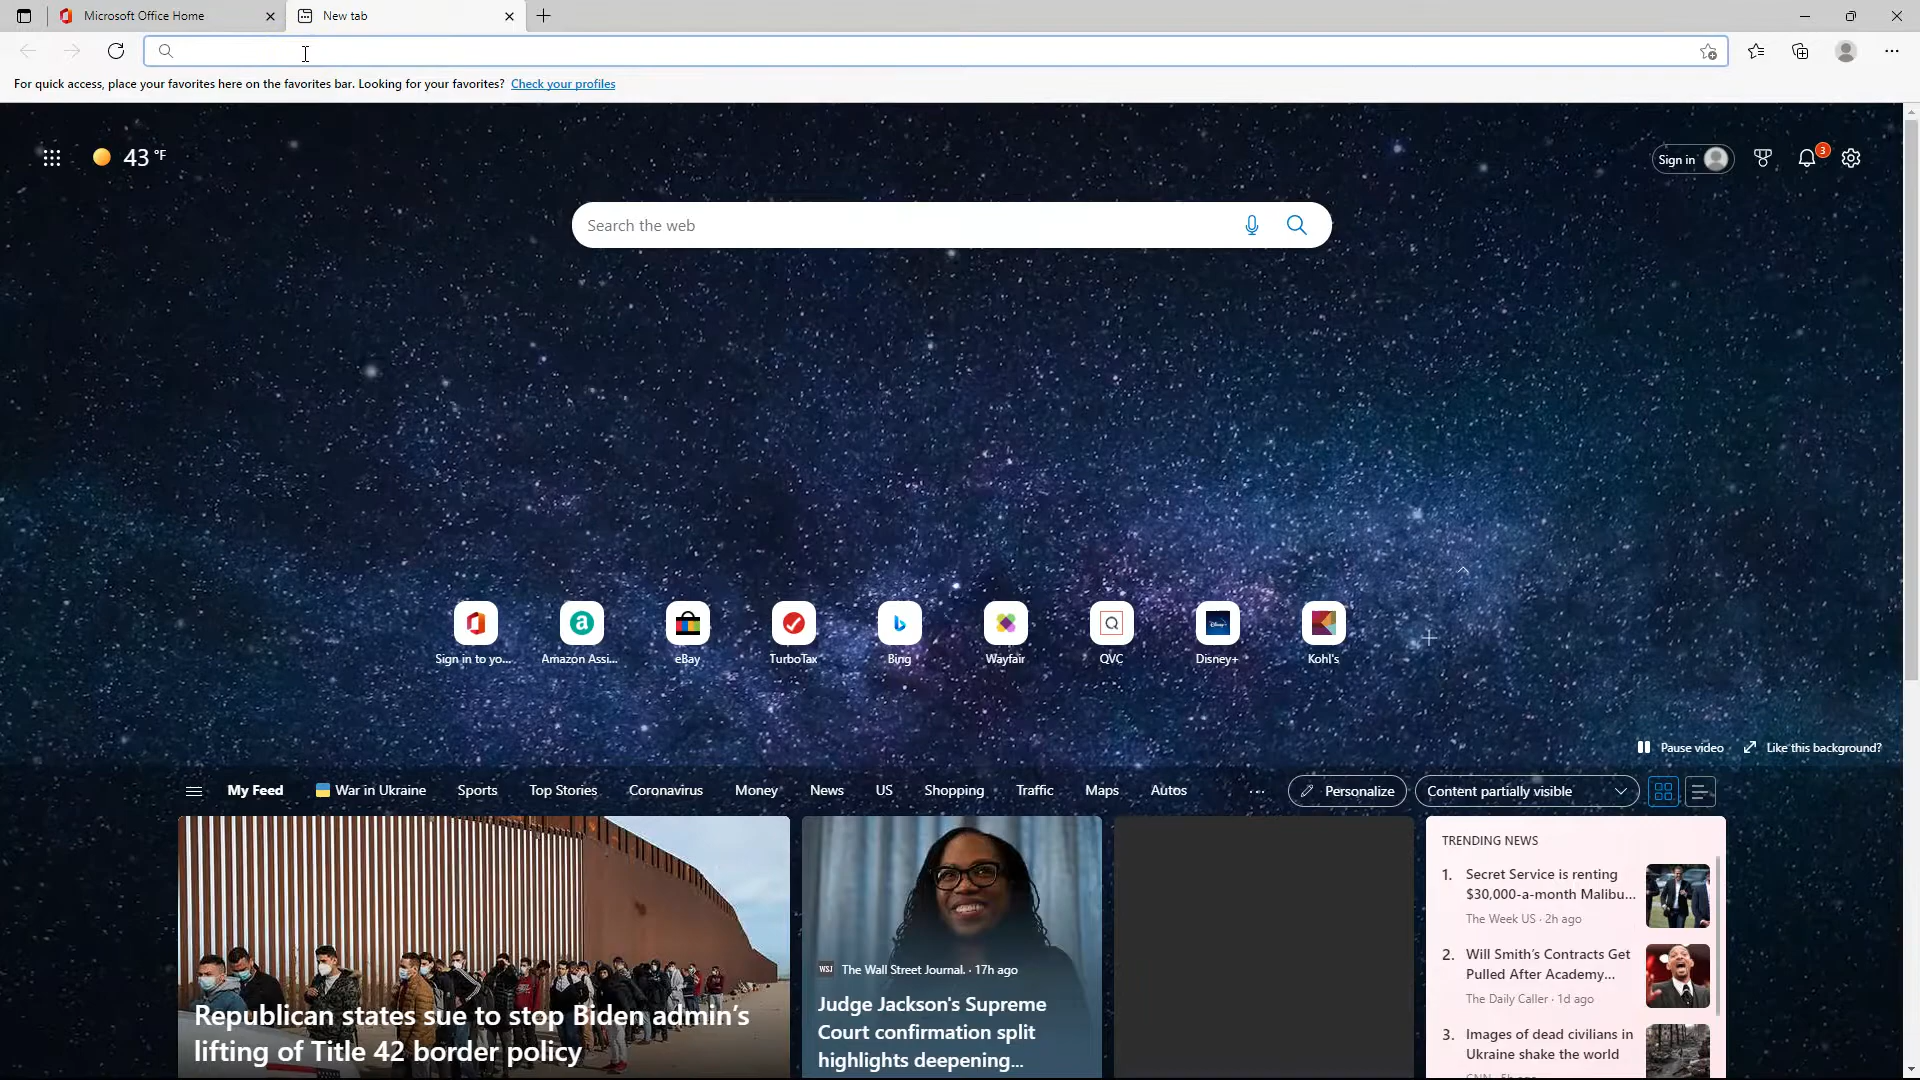 Microsoft Office Home
New tab
For quick access, place your favorites here on the favorites bar. Looking for your favorites? Check your profiles
43 °F
Sign in
3
Search the web
Sign in to yo...
Amazon Assi...
eBay
TurboTax
Bing
Wayfair
QVC
Disney+
Kohl's
Pause video
Like this background?
My Feed
War in Ukraine
Sports
Top Stories
Coronavirus
Money
News
US
Shopping
Traffic
Maps
Autos
Personalize
Content partially visible
Republican states sue to stop Biden admin's
lifting of Title 42 border policy
WSJ The Wall Street Journal. · 17h ago
Judge Jackson's Supreme
Court confirmation split
highlights deepening...
TRENDING NEWS
1. Secret Service is renting
$30,000-a-month Malibu...
The Week US · 2h ago
2. Will Smith's Contracts Get
Pulled After Academy...
The Daily Caller · 1d ago
3. Images of dead civilians in
Ukraine shake the world